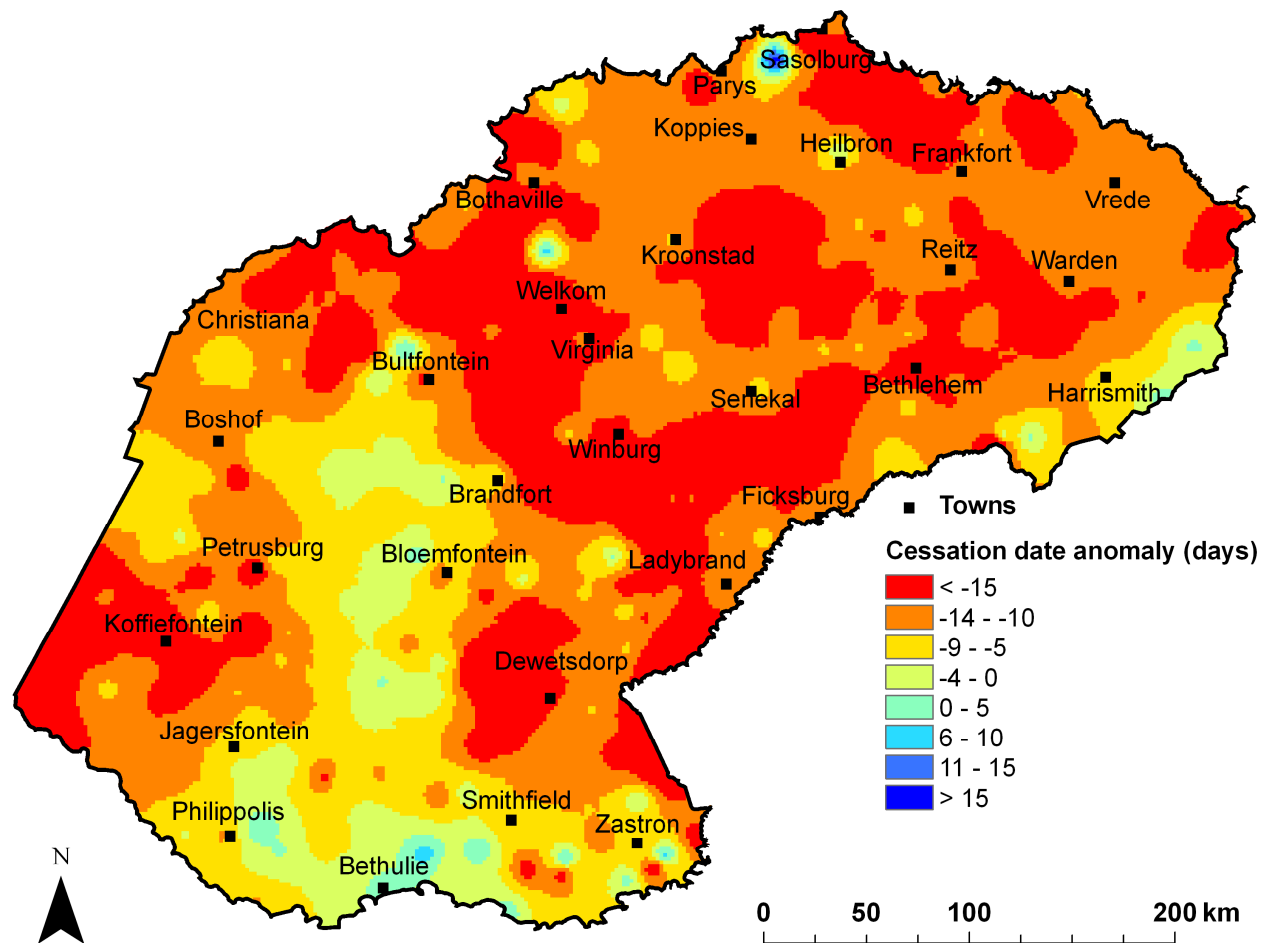 Sasolburg
Parys
Koppies
Heilbron
Frankfort
Bothaville
Vrede
Kroonstad
Reitz
Warden
Welkom
Christiana
Virginia
Bultfontein
Bethlehem
Harrismith
Senekal
Boshof
Winburg
Brandfort
Ficksburg
Towns
Petrusburg
Bloemfontein
Ladybrand
Cessation date anomaly (days)
< -15
-14 - -10
Koffiefontein
-9 - -5
Dewetsdorp
-4 - 0
0 - 5
Jagersfontein
6 - 10
11 - 15
> 15
Philippolis
Smithfield
Zastron
Bethulie
N
0 50 100 200 km